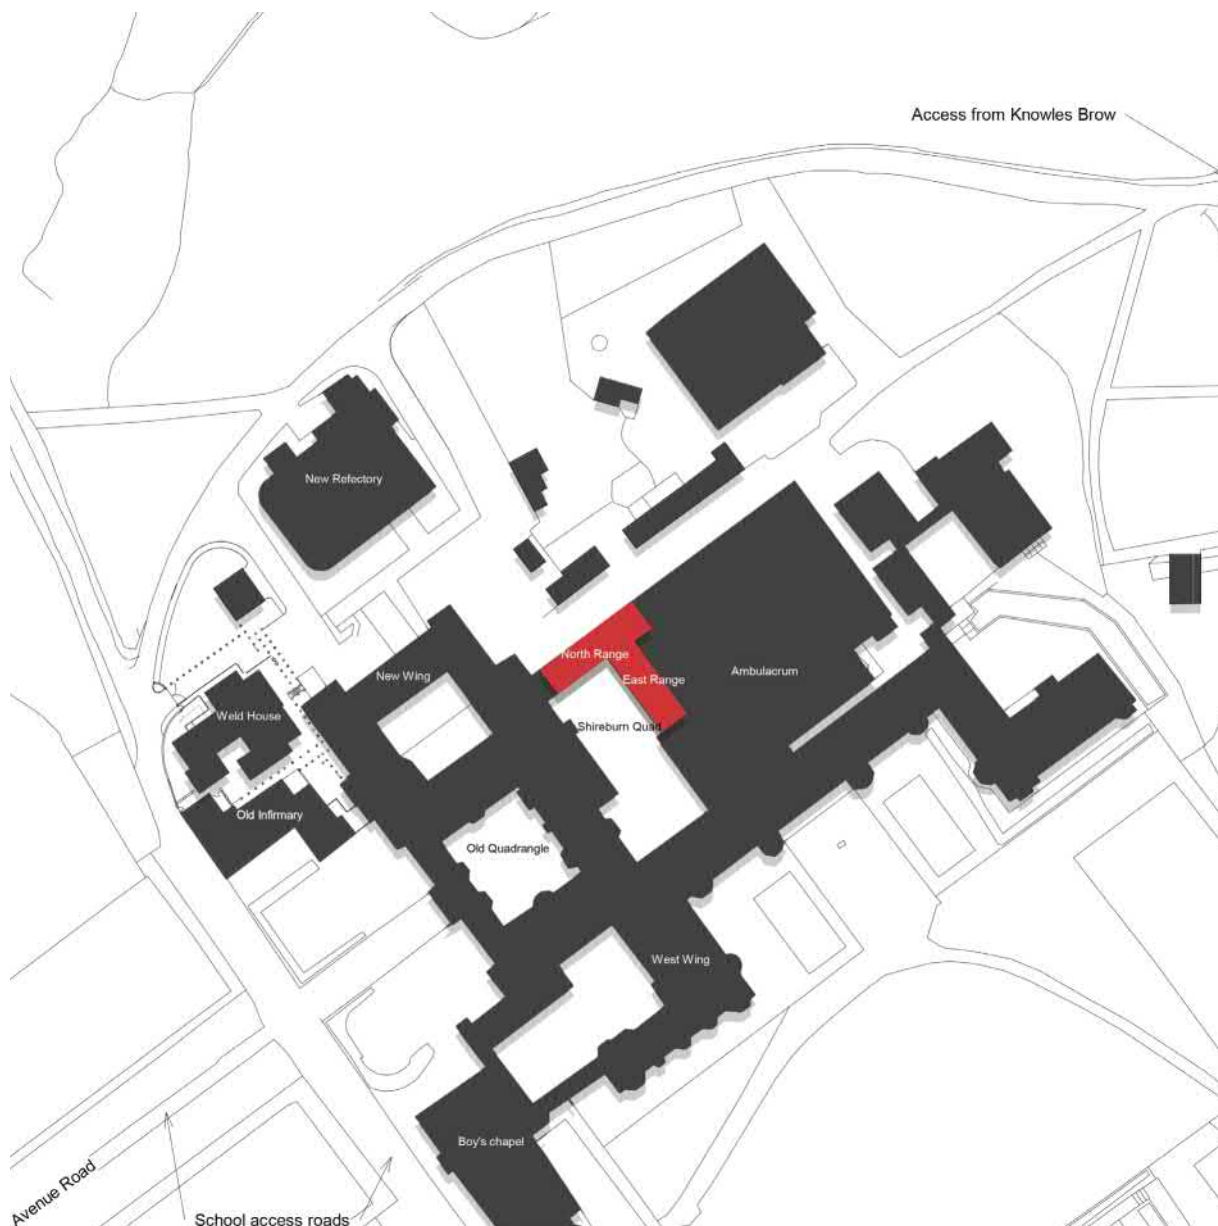 Access from Knowles Brow
New Refectory
North Range
New Wing
East Range
Ambulacrum
Weld House
Shireburn Quad
Old Infirmary
Old Quadrangle
West Wing
Boy's chapel
Avenue Road
School access roads